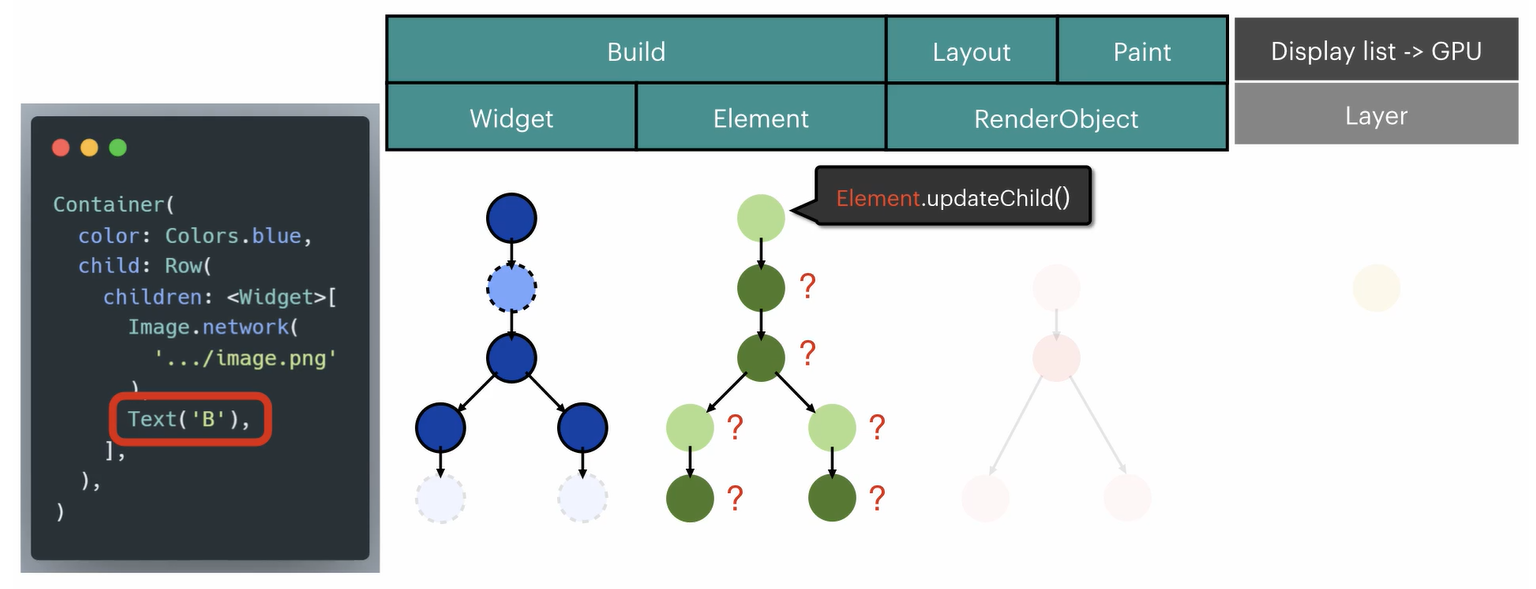 Build
Layout
Paint
Display list -> GPU
Widget
Element
RenderObject
Layer
Container(
color: Colors.blue,
child: Row(
children: <Widget>[
Image.network(
'.../image.png'
)
Text('B'),
],
),
)
Element.updateChild()
?
?
? ?
? ?